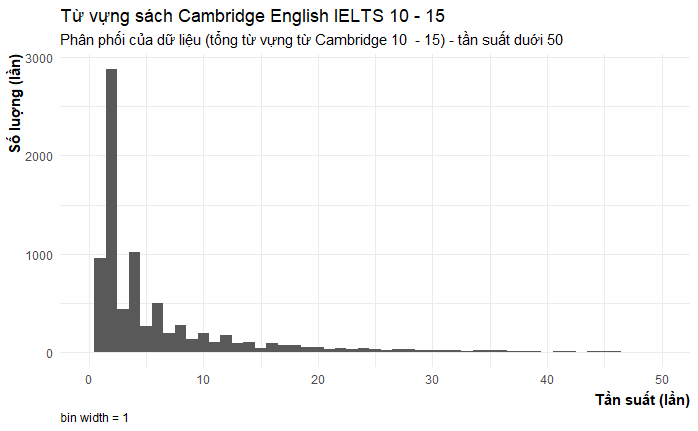 Từ vựng sách Cambridge English IELTS 10 - 15
Phân phối của dữ liệu (tổng từ vựng từ Cambridge 10 - 15) - tần suất duới 50
Số luợng (lần)
3000
2000
1000
0
0 10 20 30 40 50
Tần suất (lần)
bin width = 1